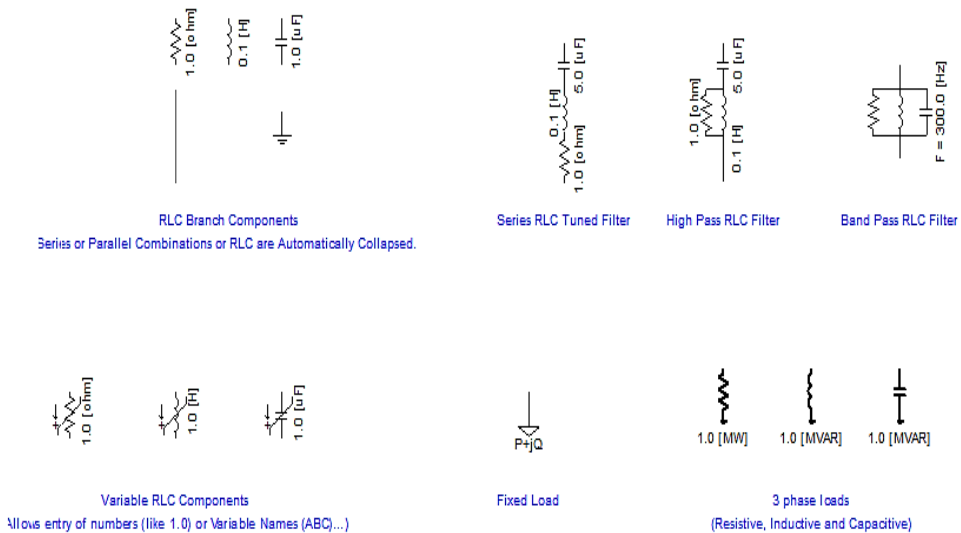 1.0 [ohm]
0.1 [H]
1.0 [uF]
5.0 [uF]
0.1 [H]
1.0 [ohm]
5.0 [uF]
1.0 [ohm]
0.1 [H]
F = 300.0 [Hz]
RLC Branch Components
Series or Parallel Combinations or RLC are Automatically Collapsed.
Series RLC Tuned Filter
High Pass RLC Filter
Band Pass RLC Filter
1.0 [ohm]
1.0 [H]
1.0 [uF]
P+jQ
1.0 [MW]
1.0 [MVAR]
1.0 [MVAR]
Variable RLC Components
Allows entry of numbers (like 1.0) or Variable Names (ABC)...)
Fixed Load
3 phase loads
(Resistive, Inductive and Capacitive)